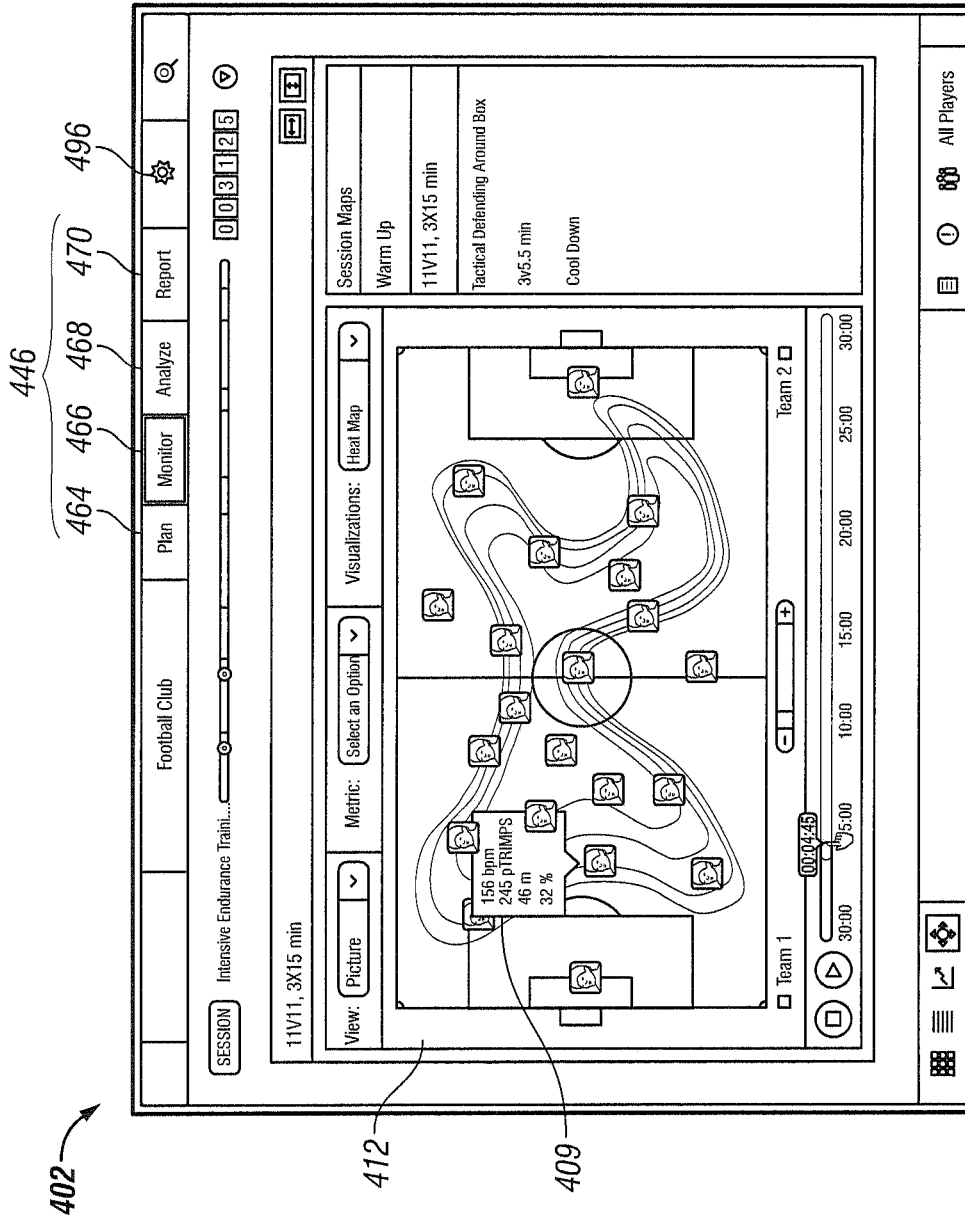 402
446
464
466
468
470
496
Football Club
Plan
Monitor
Analyze
Report
SESSION
Intensive Endurance Traini...
0 0 3 1 2 5
11V11, 3X15 min
View:
Picture
Metric:
Select an Option
Visualizations:
Heat Map
Session Maps
Warm Up
11V11, 3X15 min
Tactical Defending Around Box
3v5.5 min
Cool Down
412
409
156 bpm
245 pTRIMPS
46 m
32 %
Team 1
- +
Team 2
00:04:45
30:00
5:00
10:00
15:00
20:00
25:00
30:00
All Players